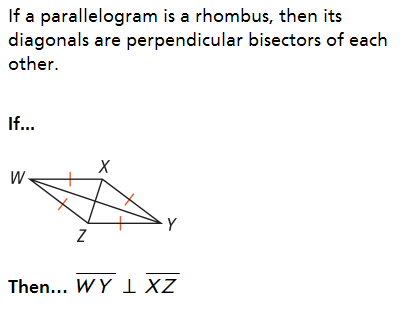 If a parallelogram is a rhombus, then its
diagonals are perpendicular bisectors of each
other.
If...
X
W
Y
Z
Then... WY ⊥ XZ